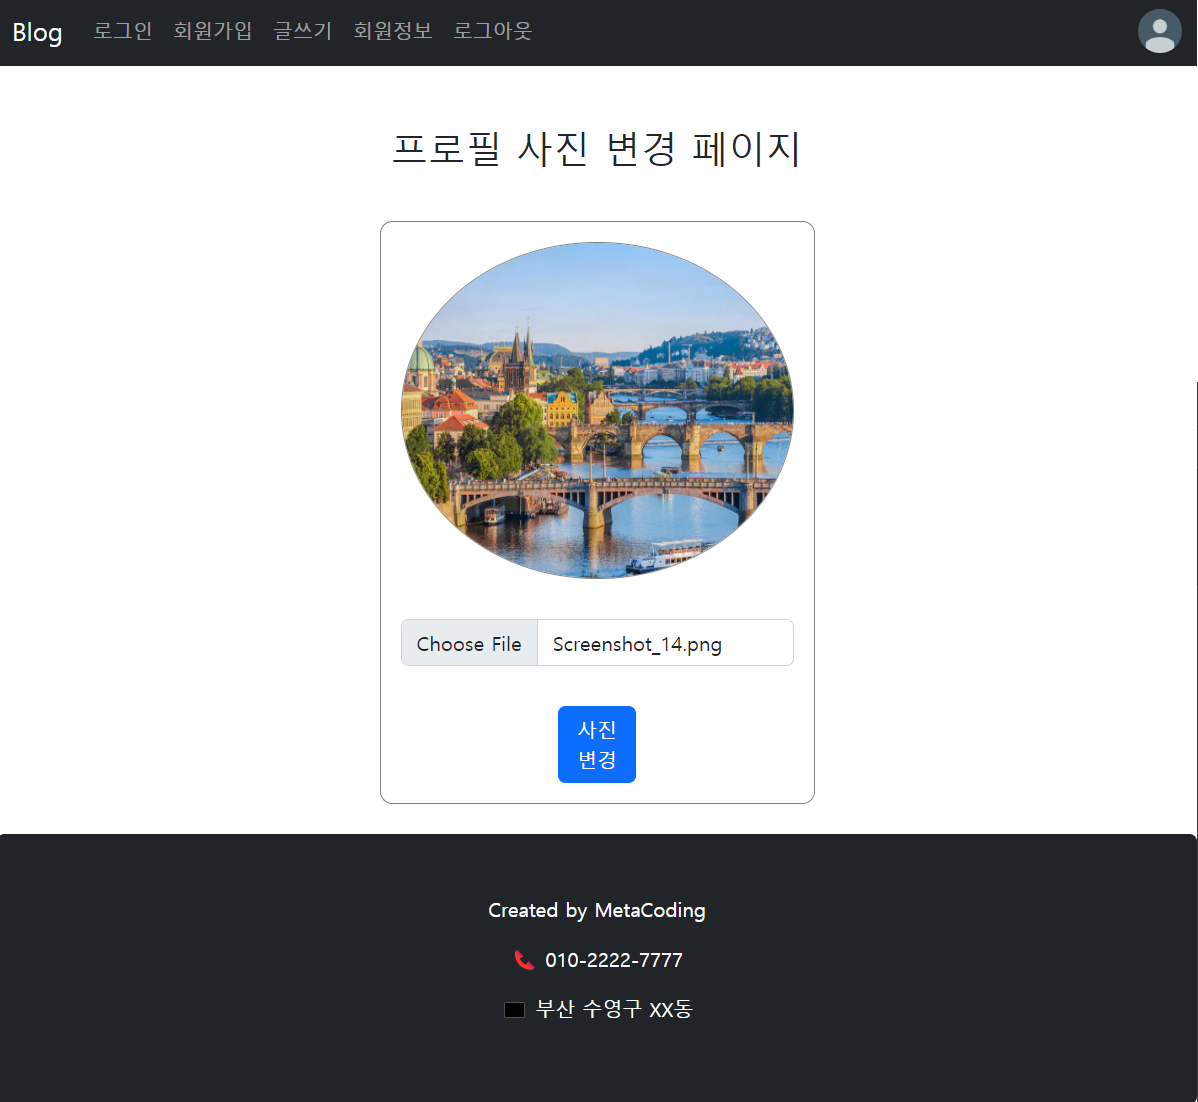 Blog 로그인 회원가입 글쓰기 회원정보 로그아웃
프로필 사진 변경 페이지
Choose File Screenshot_14.png
사진
변경
Created by MetaCoding
📞 010-2222-7777
부산 수영구 XX동